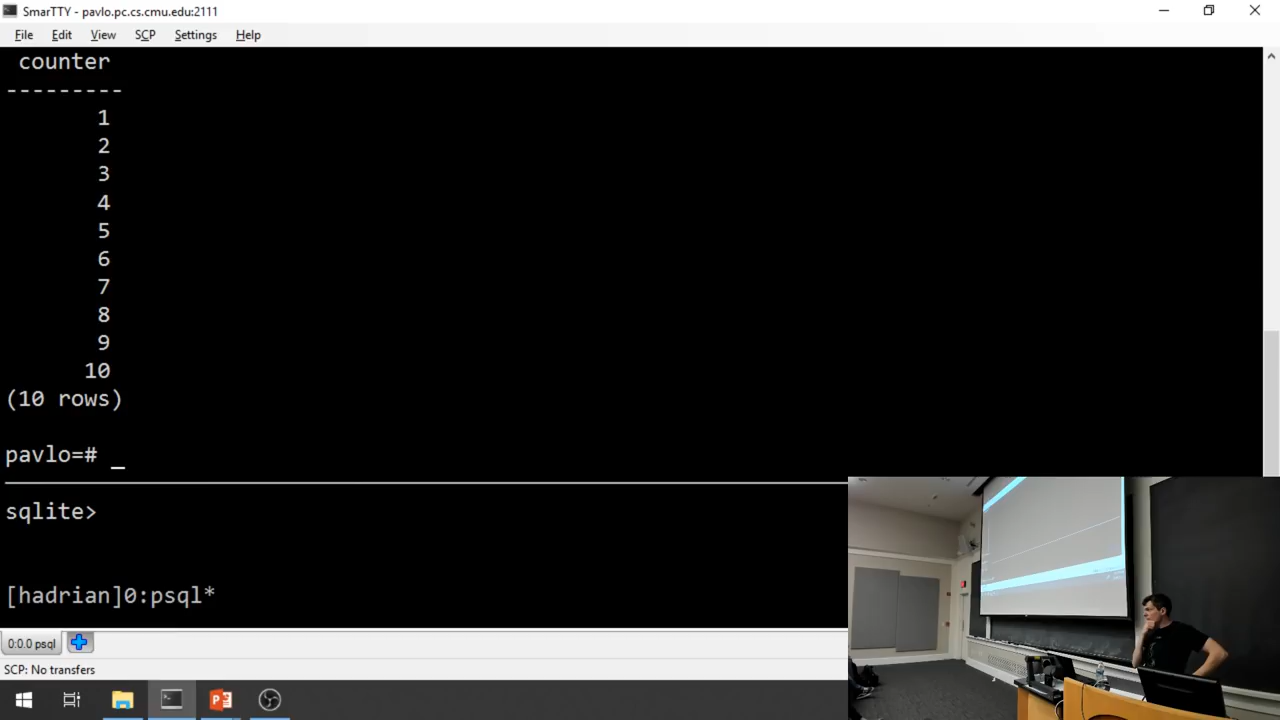 SmarTTY - pavlo.pc.cs.cmu.edu:2111
File Edit View SCP Settings Help
counter
---------
1
2
3
4
5
6
7
8
9
10
(10 rows)
pavlo=# _
sqlite>
[hadrian]0:psql*
0:0.0 psql
SCP: No transfers